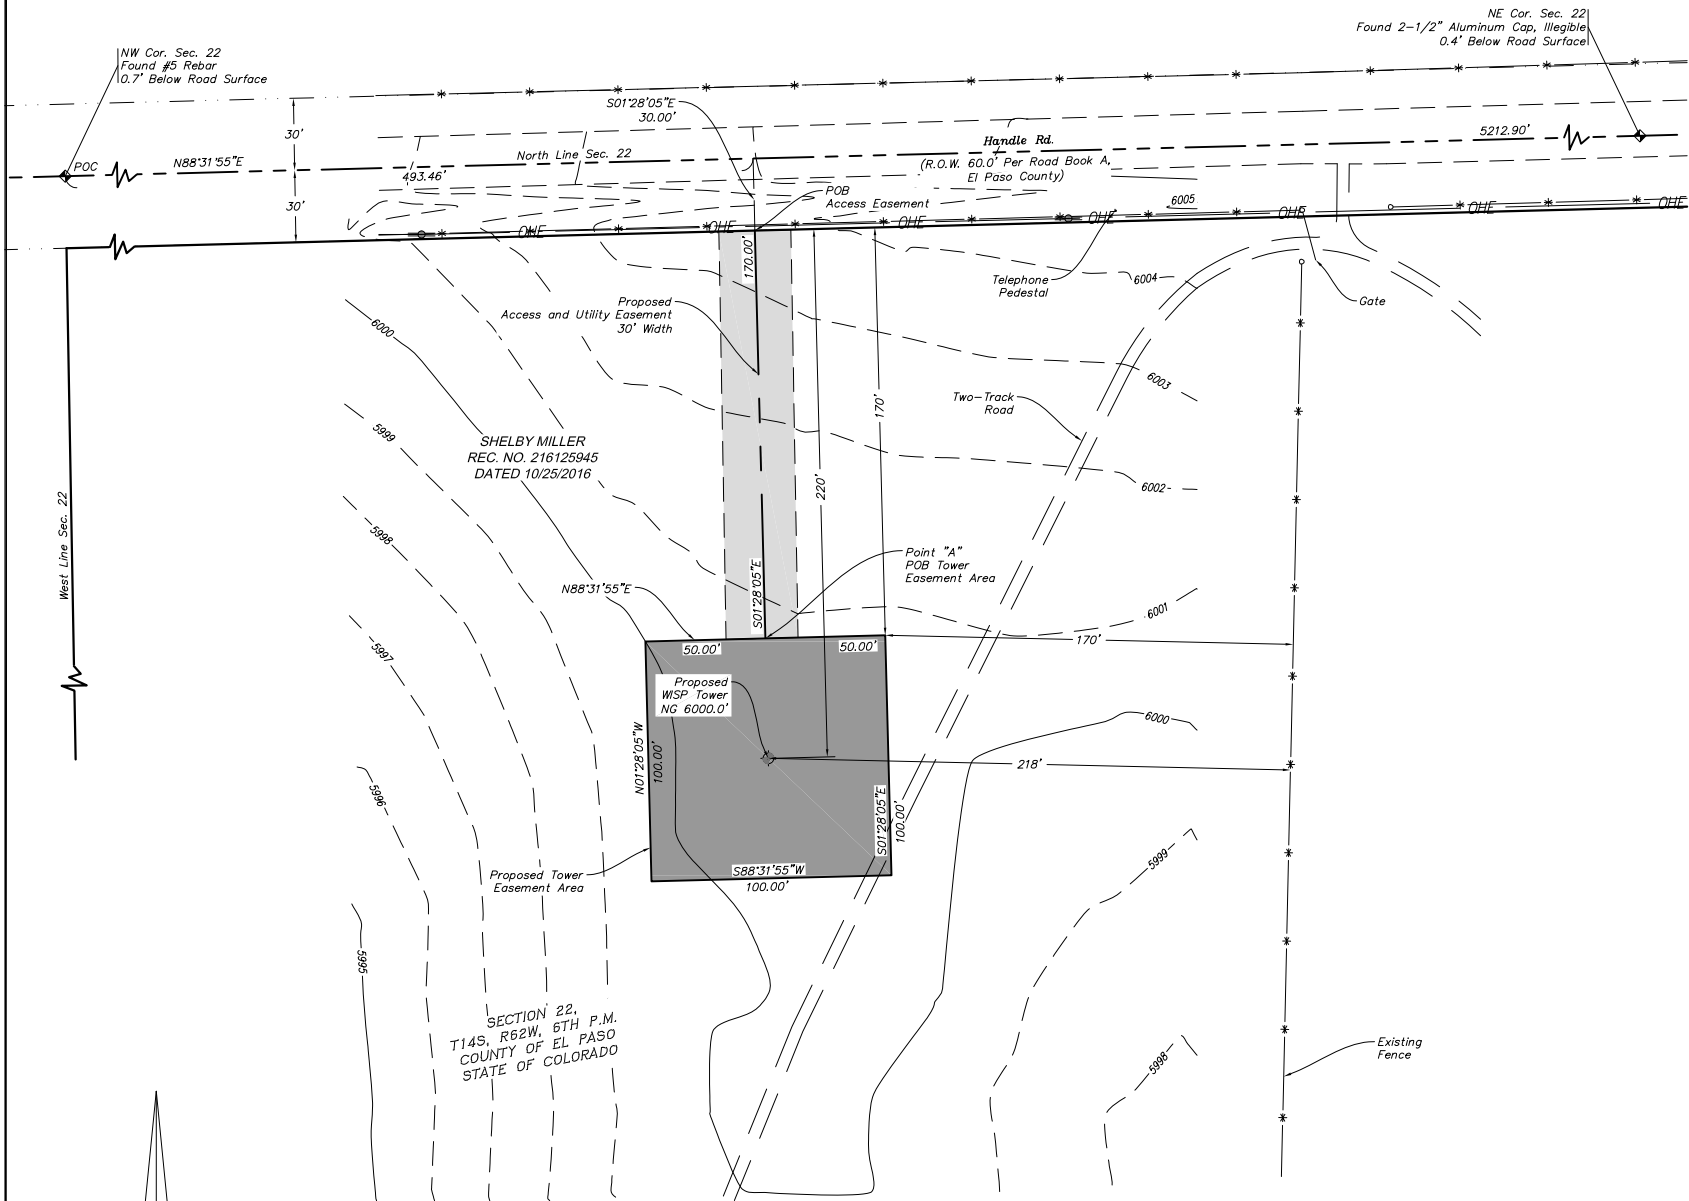 NW Cor. Sec. 22
Found #5 Rebar
0.7' Below Road Surface
NE Cor. Sec. 22
Found 2-1/2" Aluminum Cap, Illegible
0.4' Below Road Surface
S01°28'05"E
30.00'
30'
Handle Rd.
5212.90'
POC
N88°31'55"E
North Line Sec. 22
(R.O.W. 60.0' Per Road Book A,
El Paso County)
493.46'
30'
POB
Access Easement
6005
OHE
OHE
OHE
OHE
OHE
OHE
OHE
170.00'
Telephone
Pedestal
6004
Gate
Proposed
Access and Utility Easement
30' Width
6000
6003
Two-Track
Road
170'
5999
SHELBY MILLER
REC. NO. 216125945
DATED 10/25/2016
220'
6002
West Line Sec. 22
5998
Point "A"
POB Tower
Easement Area
S01°28'05"E
N88°31'55"E
6001
5997
50.00'
50.00'
170'
Proposed
WISP Tower
NG 6000.0'
6000
N01°28'05"W
100.00'
218'
5996
S01°28'05"E
100.00'
5999
Proposed Tower
Easement Area
S88°31'55"W
100.00'
5995
SECTION 22,
T14S, R62W, 6TH P.M.
COUNTY OF EL PASO
STATE OF COLORADO
5998
Existing
Fence